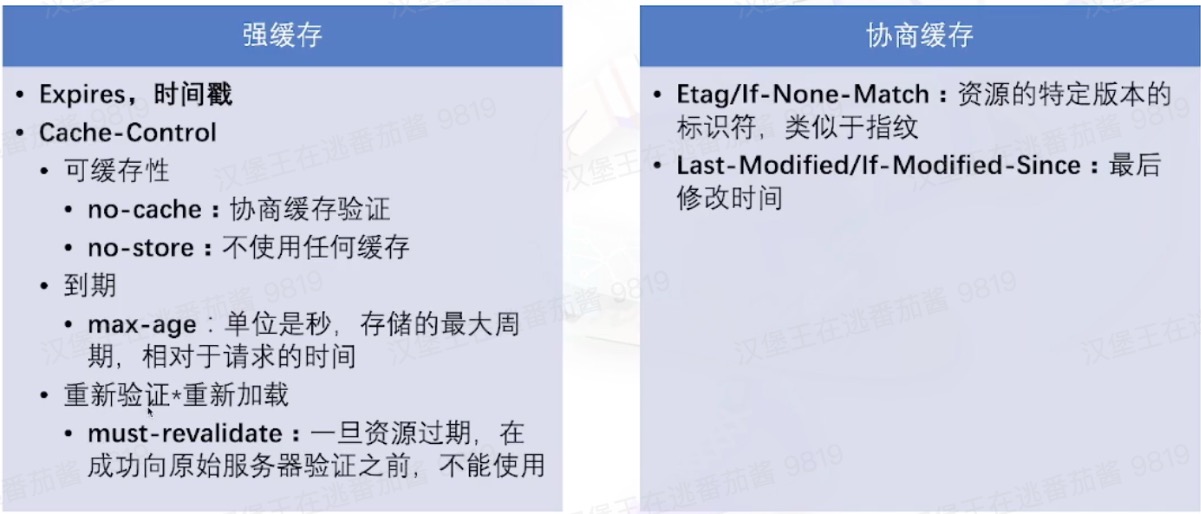 强缓存
• Expires，时间戳
• Cache-Control
• 可缓存性
• no-cache：协商缓存验证
• no-store：不使用任何缓存
• 到期
• max-age：单位是秒，存储的最大周
期，相对于请求的时间
• 重新验证*重新加载
• must-revalidate：一旦资源过期，在
成功向原始服务器验证之前，不能使用
协商缓存
• Etag/If-None-Match：资源的特定版本的
标识符，类似于指纹
• Last-Modified/If-Modified-Since：最后
修改时间
汉堡王在逃番茄酱 9819